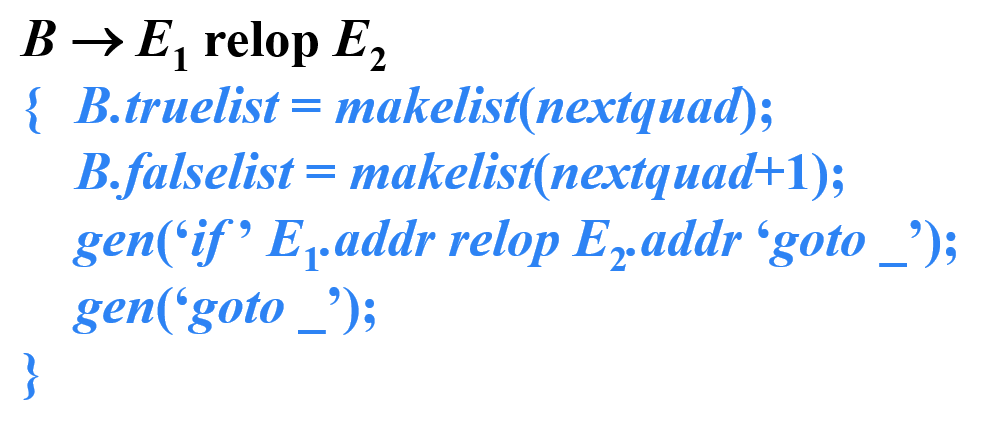 B → E₁ relop E₂
{ B.truelist = makelist(nextquad);
B.falselist = makelist(nextquad+1);
gen(‘if ’ E₁.addr relop E₂.addr ‘goto _’);
gen(‘goto _’);
}